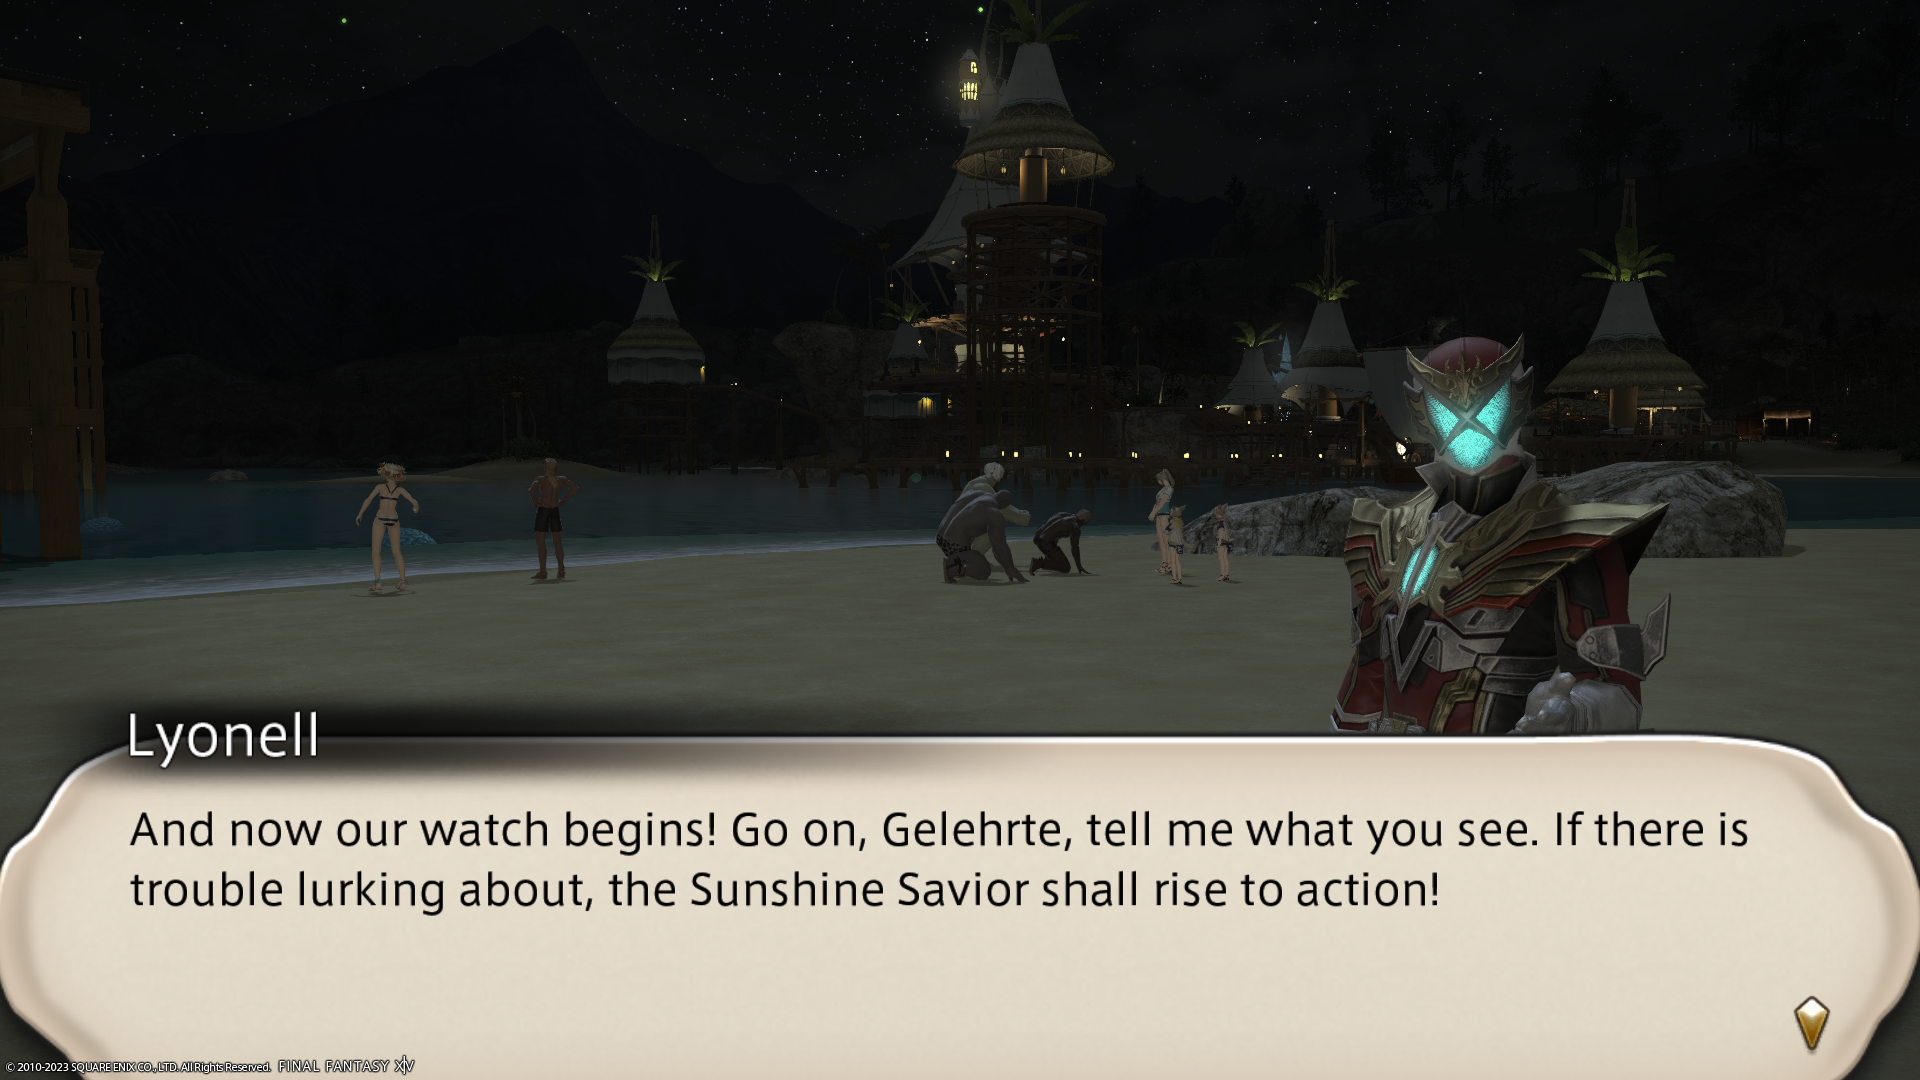 Lyonell
And now our watch begins! Go on, Gelehrte, tell me what you see. If there is
trouble lurking about, the Sunshine Savior shall rise to action!
© 2010-2023 SQUARE ENIX CO., LTD. All Rights Reserved. FINAL FANTASY XIV